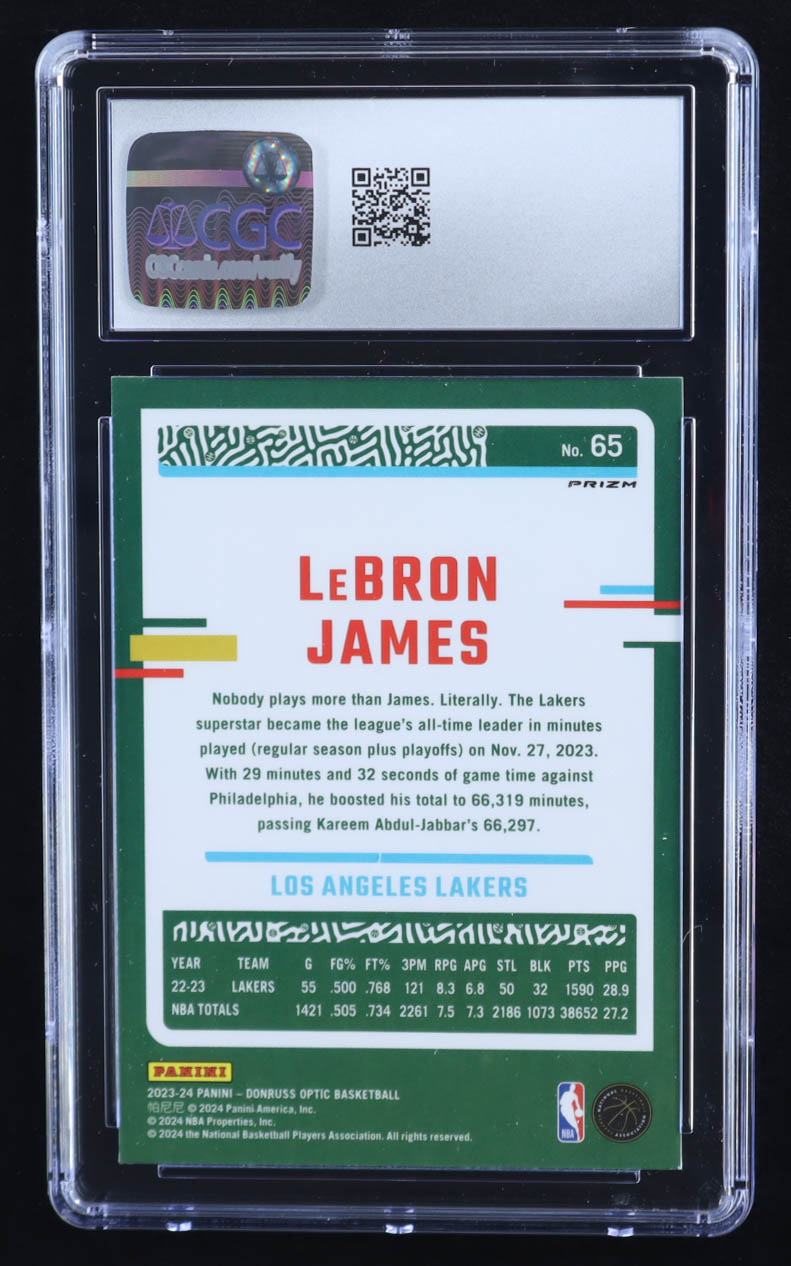 CGC
No. 65
PRIZM
LeBRON
JAMES
Nobody plays more than James. Literally. The Lakers
superstar became the league's all-time leader in minutes
played (regular season plus playoffs) on Nov. 27, 2023.
With 29 minutes and 32 seconds of game time against
Philadelphia, he boosted his total to 66,319 minutes,
passing Kareem Abdul-Jabbar's 66,297.
LOS ANGELES LAKERS
YEAR TEAM G FG% FT% 3PM RPG APG STL BLK PTS PPG
22-23 LAKERS 55 .500 .768 121 8.3 6.8 50 32 1590 28.9
NBA TOTALS 1421 .505 .734 2261 7.5 7.3 2186 1073 38652 27.2
PANINI
2023-24 PANINI – DONRUSS OPTIC BASKETBALL
帕尼尼 © 2024 Panini America, Inc.
© 2024 NBA Properties, Inc.
© 2024 the National Basketball Players Association. All rights reserved.
NBA
NATIONAL BASKETBALL